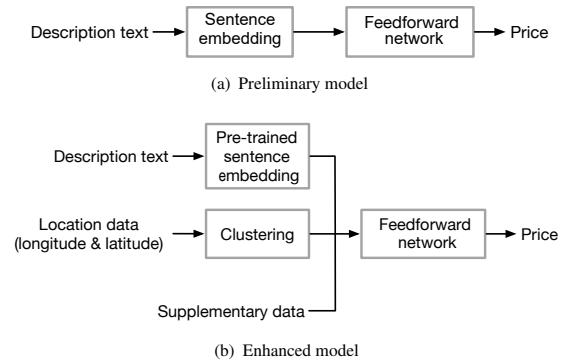 Description text
Sentence
embedding
Feedforward
network
Price
(a) Preliminary model
Description text
Pre-trained
sentence
embedding
Location data
(longitude & latitude)
Clustering
Feedforward
network
Price
Supplementary data
(b) Enhanced model